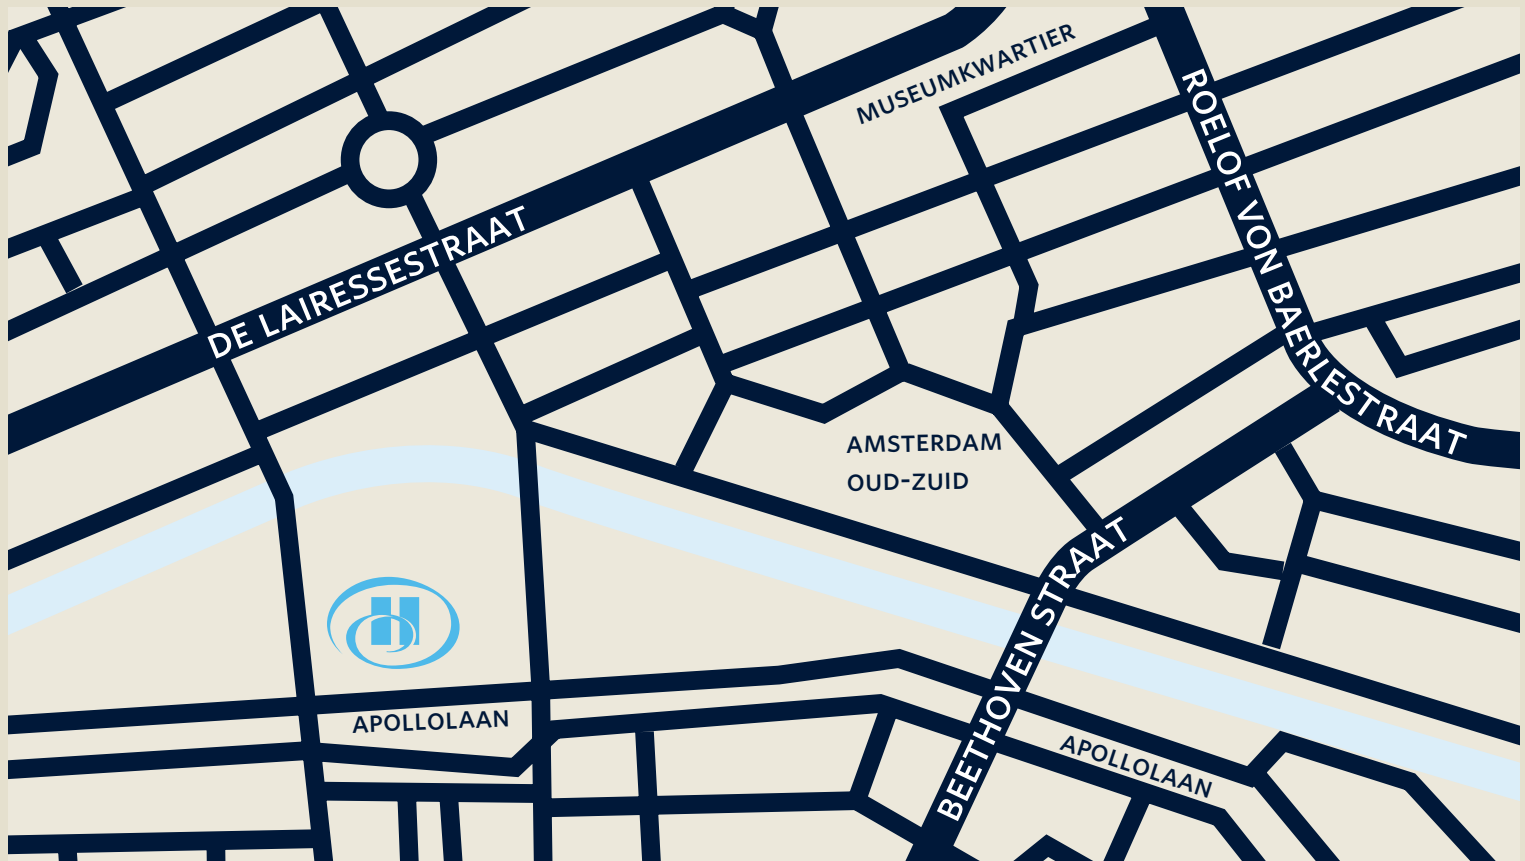 MUSEUMKWARTIER
ROELOF VON BAERLESTRAAT
DE LAIRESSESTRAAT
AMSTERDAM
OUD-ZUID
BEETHOVEN STRAAT
H
APOLLOLAAN
APOLLOLAAN